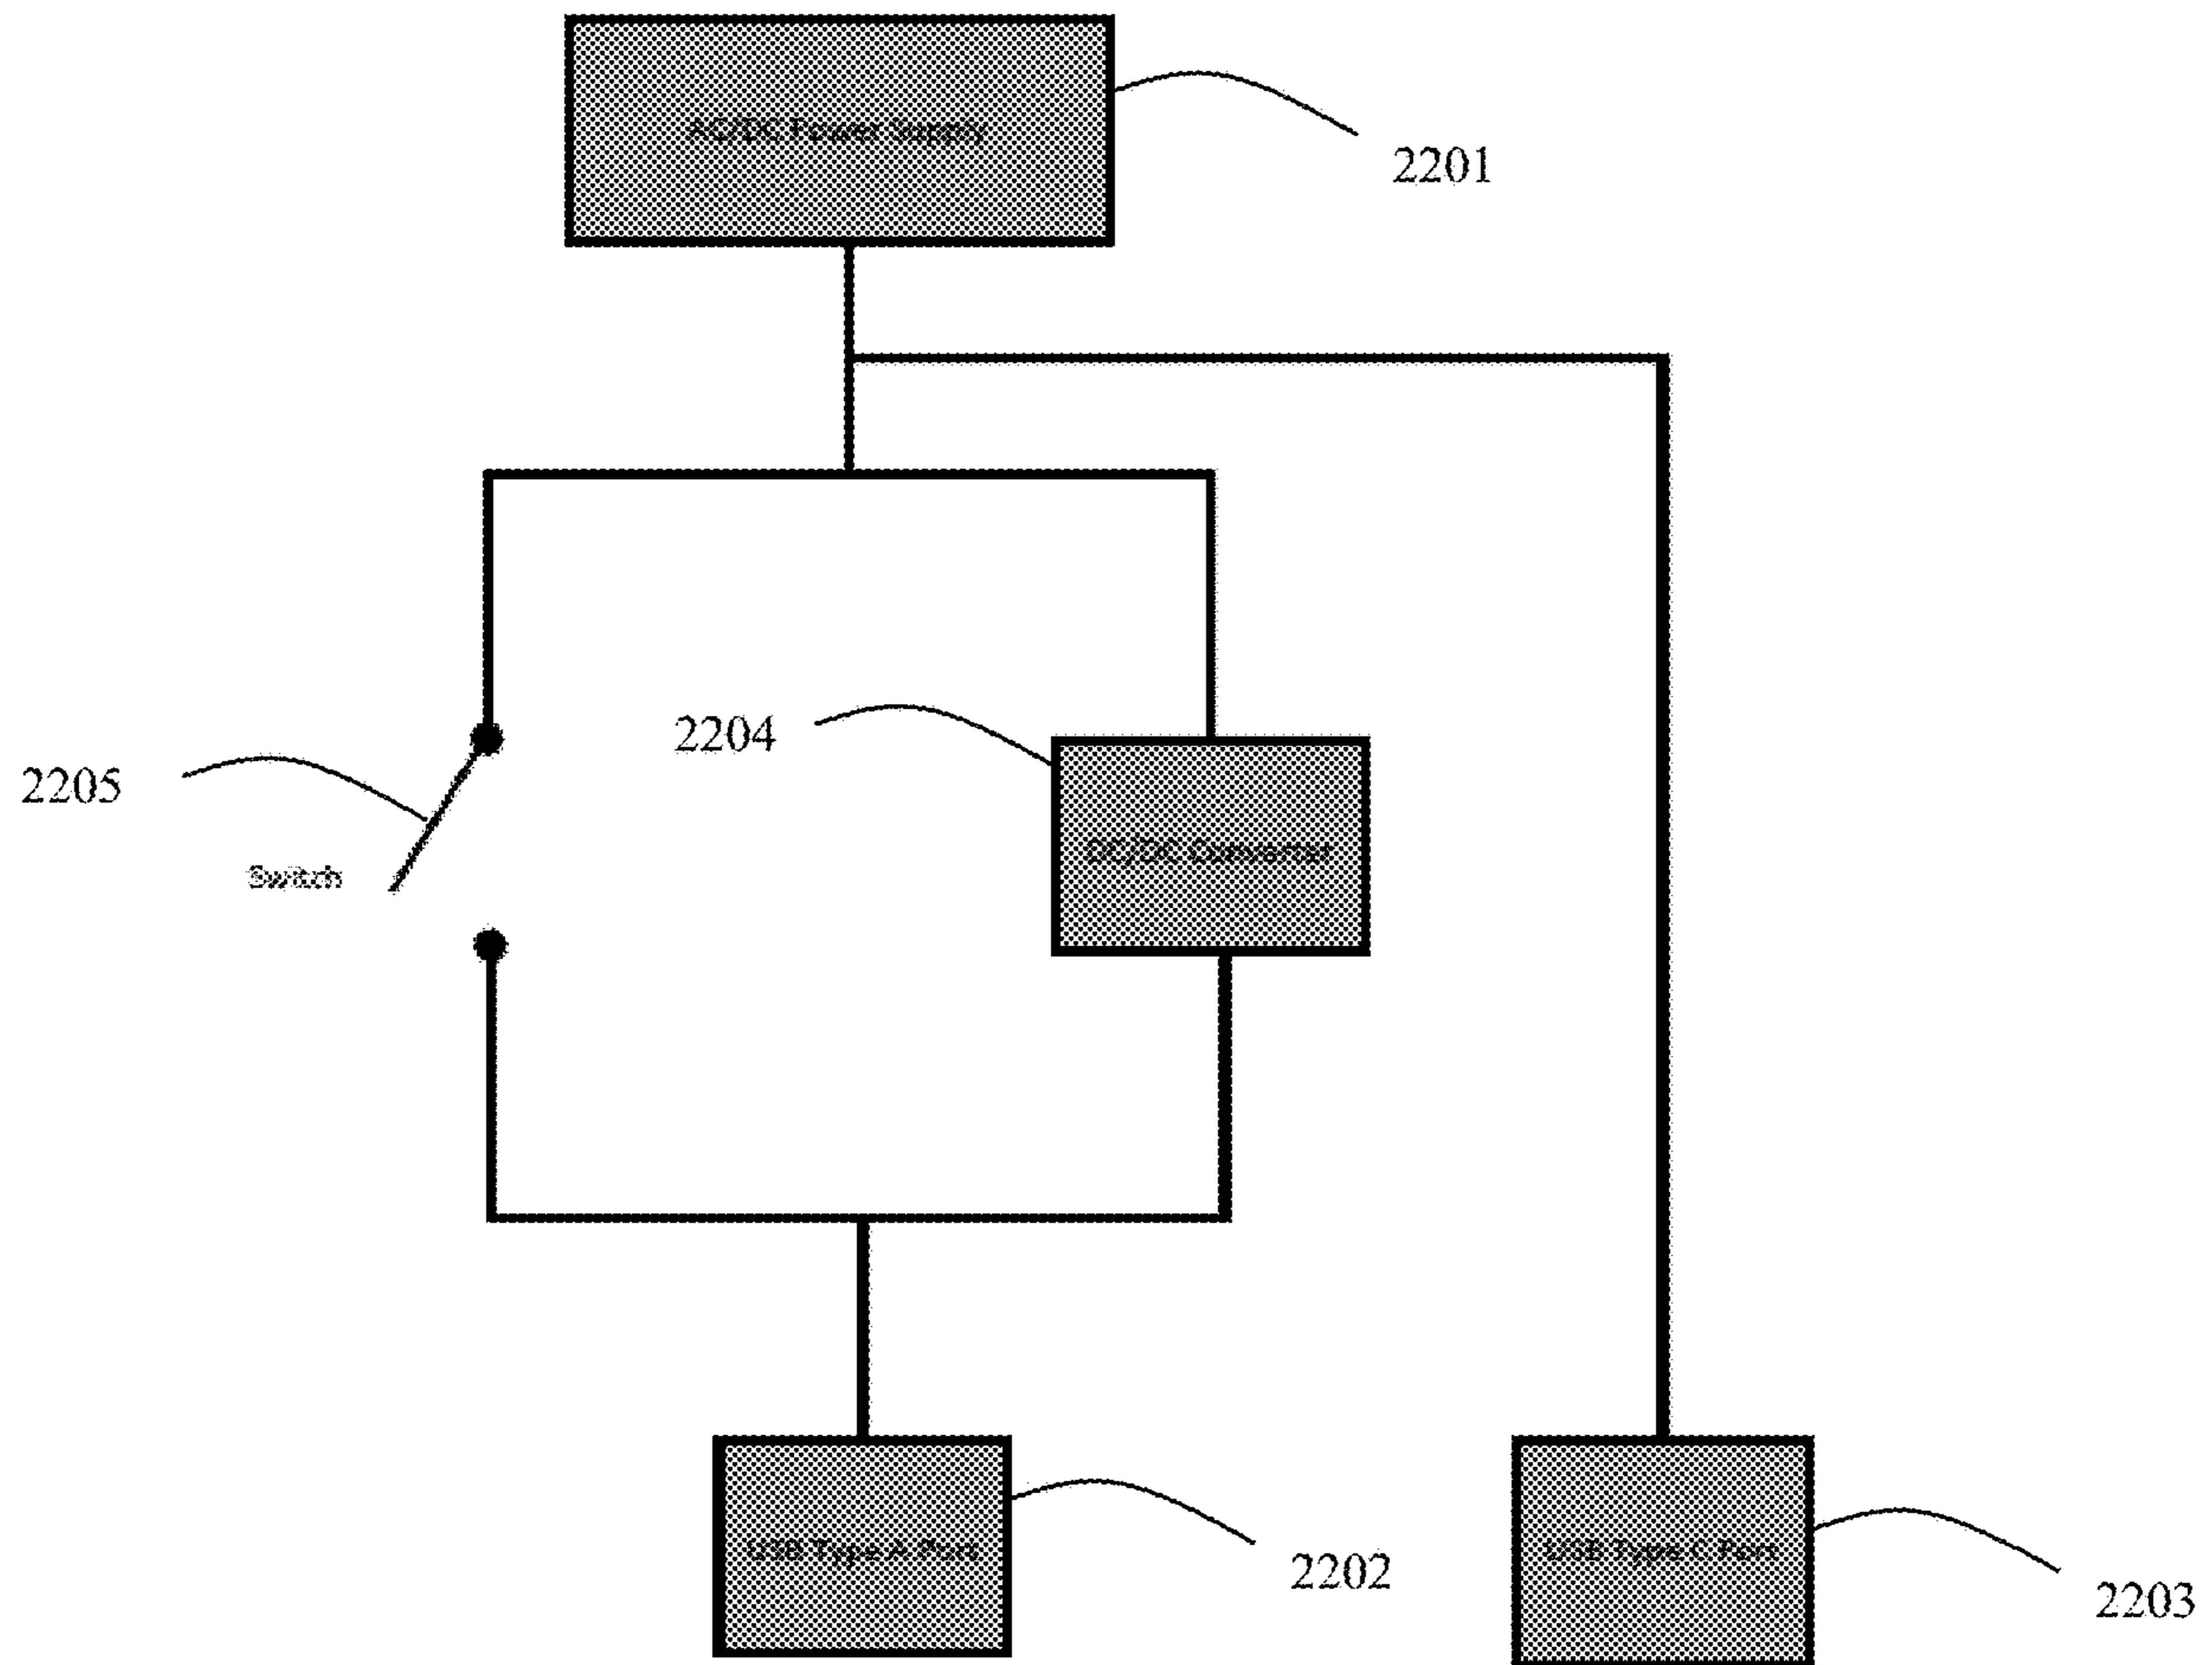 AC/DC Power Supply
2201
2204
2205
DC/DC Converter
Switch
USB Type A Port
2202
USB Type C Port
2203